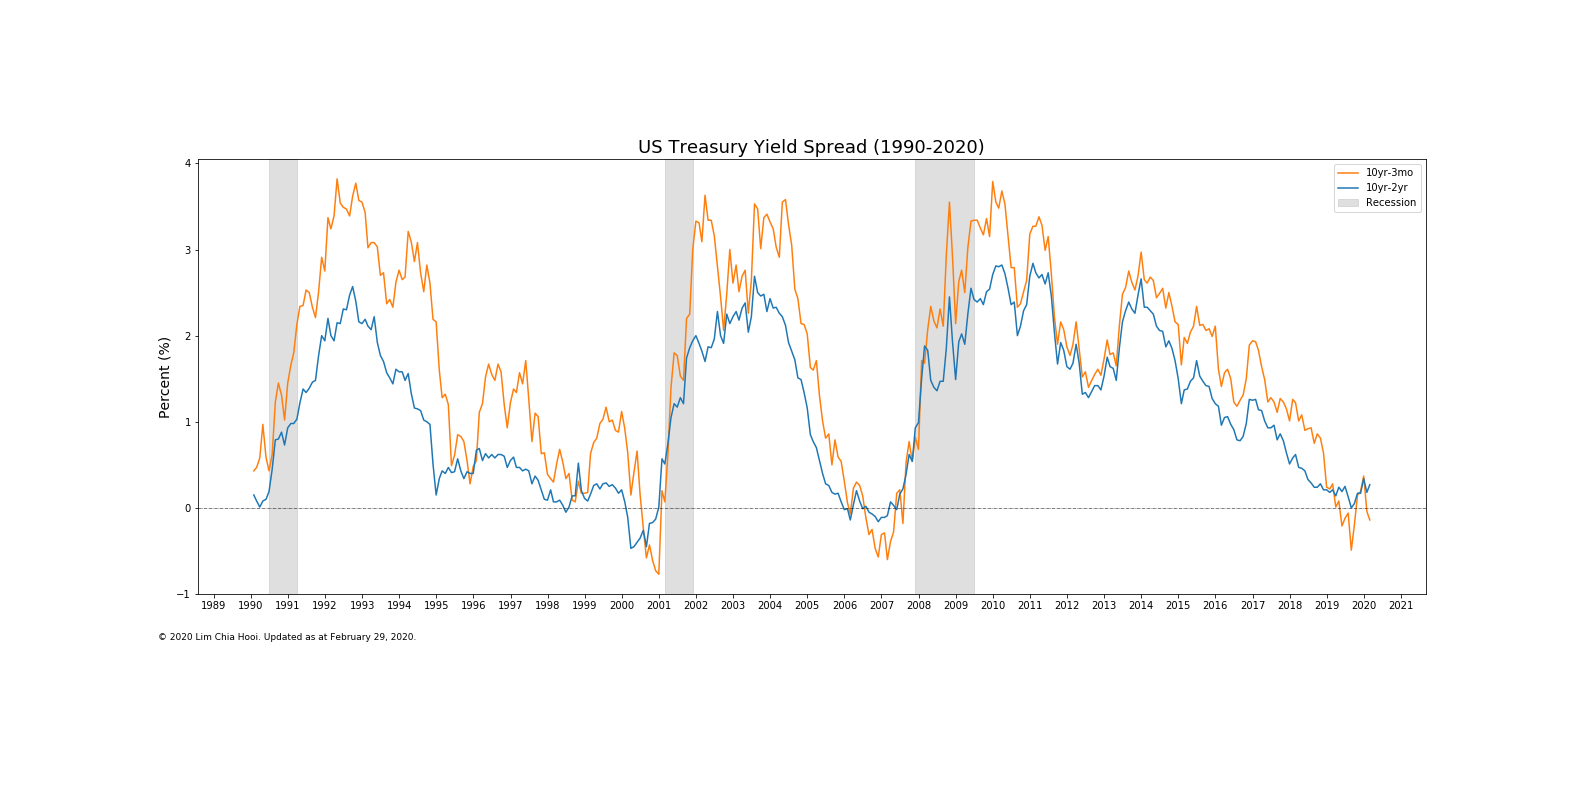 US Treasury Yield Spread (1990-2020)
10yr-3mo
10yr-2yr
Recession
Percent (%)
4
3
2
1
0
−1
1989 1990 1991 1992 1993 1994 1995 1996 1997 1998 1999 2000 2001 2002 2003 2004 2005 2006 2007 2008 2009 2010 2011 2012 2013 2014 2015 2016 2017 2018 2019 2020 2021
© 2020 Lim Chia Hooi. Updated as at February 29, 2020.